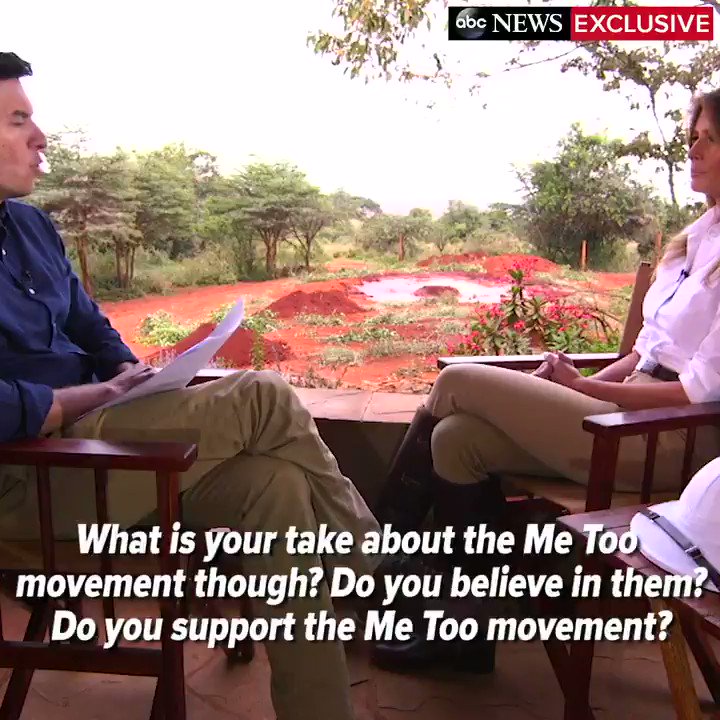 abc NEWS EXCLUSIVE
What is your take about the Me Too
movement though? Do you believe in them?
Do you support the Me Too movement?